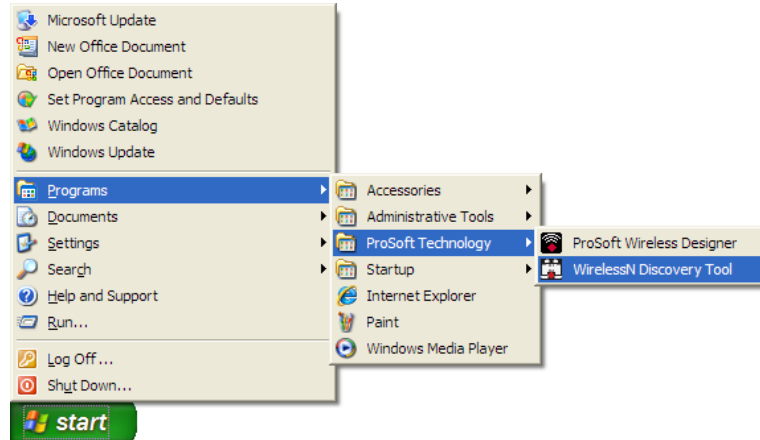 Microsoft Update
New Office Document
Open Office Document
Set Program Access and Defaults
Windows Catalog
Windows Update
Programs
Documents
Settings
Search
Help and Support
Run...
Log Off...
Shut Down...
start
Accessories
Administrative Tools
ProSoft Technology
Startup
Internet Explorer
Paint
Windows Media Player
ProSoft Wireless Designer
WirelessN Discovery Tool